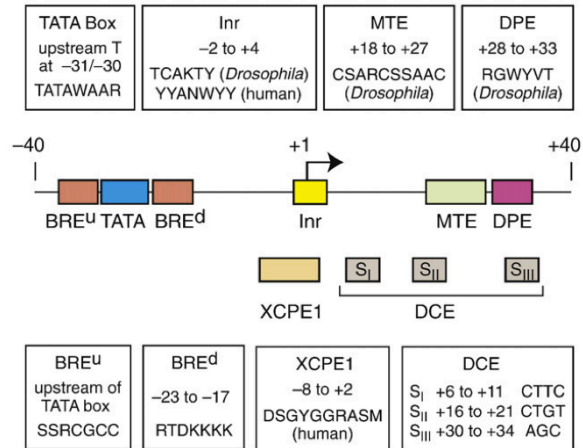 TATA Box
upstream T
at –31/–30
TATAWAAR
Inr
–2 to +4
TCAKTY (Drosophila)
YYANWYY (human)
MTE
+18 to +27
CSARCSSAAC
(Drosophila)
DPE
+28 to +33
RGWYVT
(Drosophila)
–40
+1
+40
BREu
TATA
BREd
Inr
MTE
DPE
XCPE1
SI
SII
SIII
DCE
BREu
upstream of
TATA box
SSRCGCC
BREd
–23 to –17
RTDKKKK
XCPE1
–8 to +2
DSGYGGRASM
(human)
DCE
SI +6 to +11 CTTC
SII +16 to +21 CTGT
SIII +30 to +34 AGC